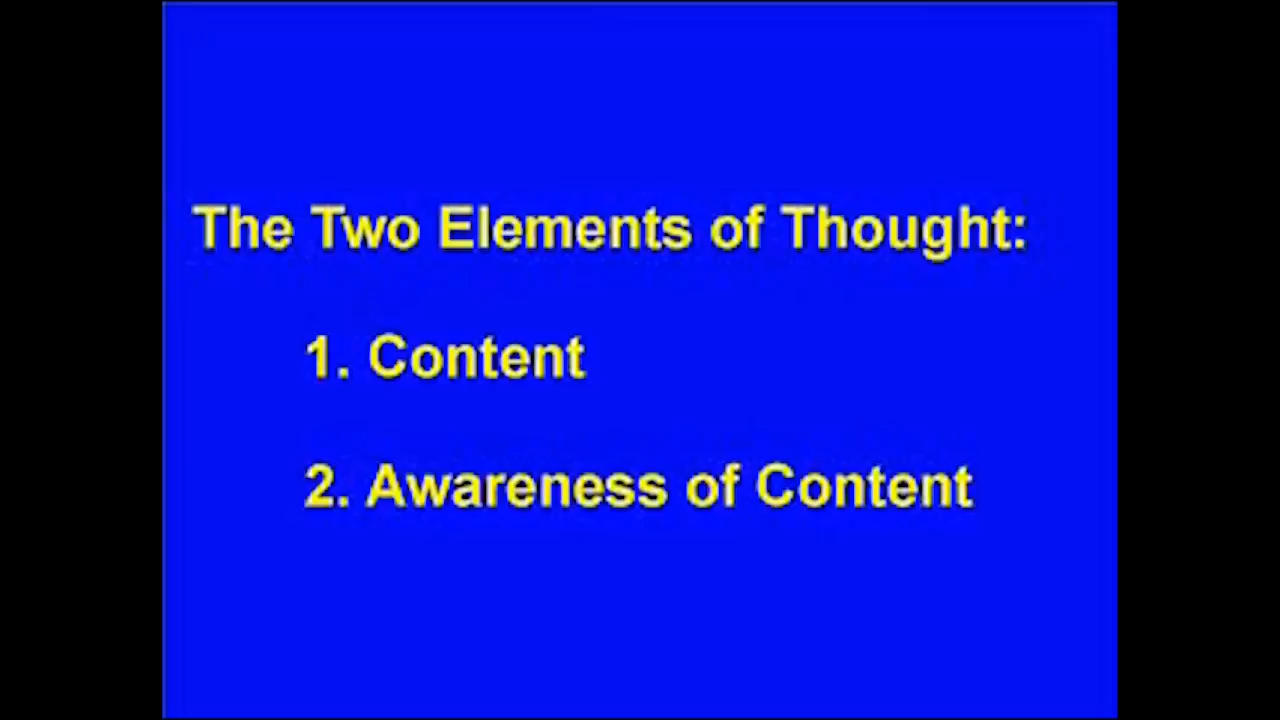 The Two Elements of Thought:
1. Content
2. Awareness of Content